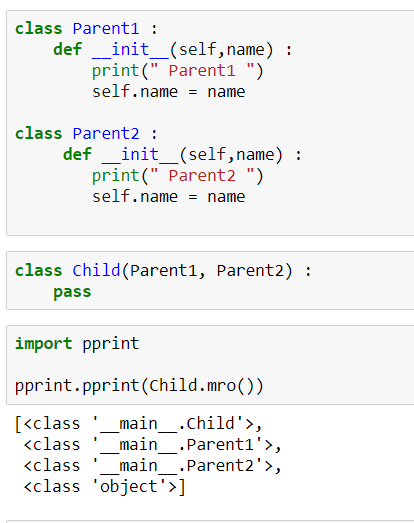 class Parent1 :
    def __init__(self,name) :
        print(" Parent1 ")
        self.name = name
class Parent2 :
     def __init__(self,name) :
        print(" Parent2 ")
        self.name = name
class Child(Parent1, Parent2) :
    pass
import pprint
pprint.pprint(Child.mro())
[<class '__main__.Child'>,
 <class '__main__.Parent1'>,
 <class '__main__.Parent2'>,
 <class 'object'>]